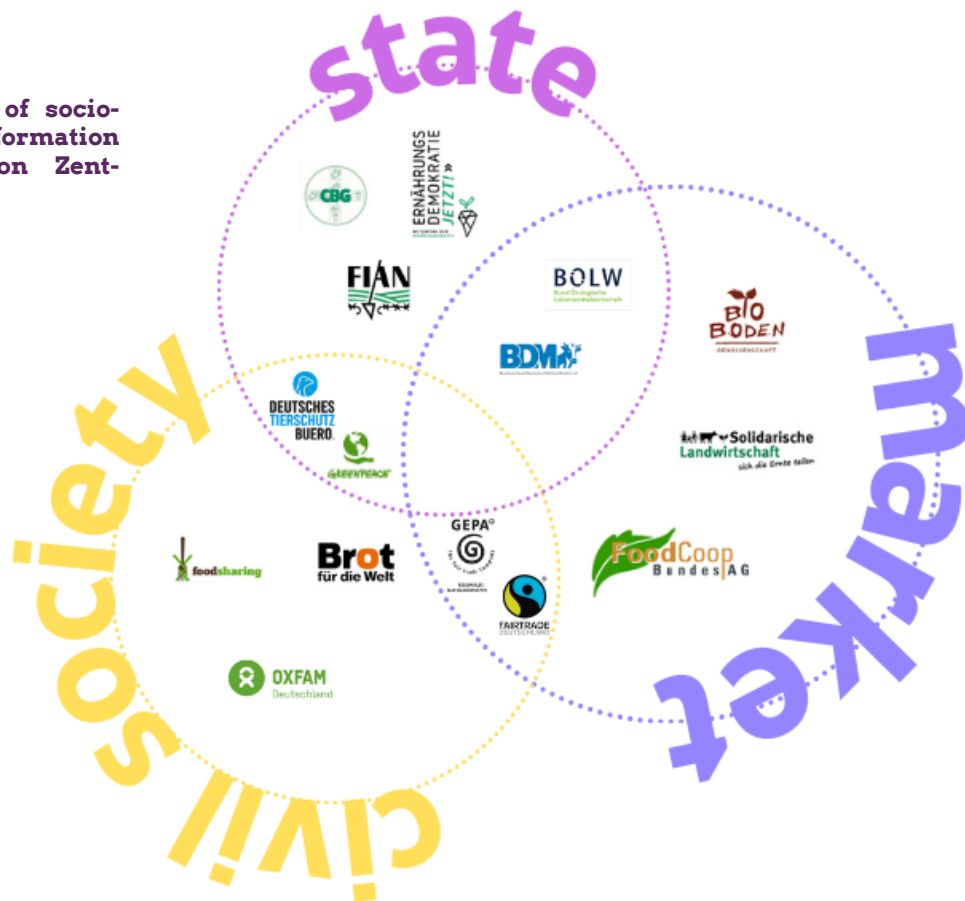 of socio-
formation
on Zent-
state
CBG
ERNÄHRUNGS
DEMOKRATIE
JETZT! »
FIAN
BÖLW
Bund Ökologische
Lebensmittelwirtschaft
BIO
BODEN
GENOSSENSCHAFT
BDM
DEUTSCHES
TIERSCHUTZ
BUERO.
GREENPEACE
Solidarische
Landwirtschaft
sich die Ernte teilen
market
society
civil
foodsharing
Brot
für die Welt
GEPA®
The Fair Trade Company
FAIRTRADE
DEUTSCHLAND
FoodCoop
BundesAG
OXFAM
Deutschland